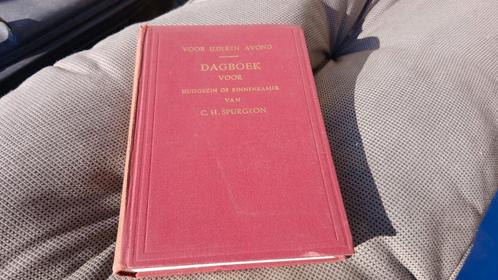 VOOR IEDEREN AVOND
DAGBOEK
VOOR
HUISGEZIN OF BINNENKAMER
VAN
C. H. SPURGEON